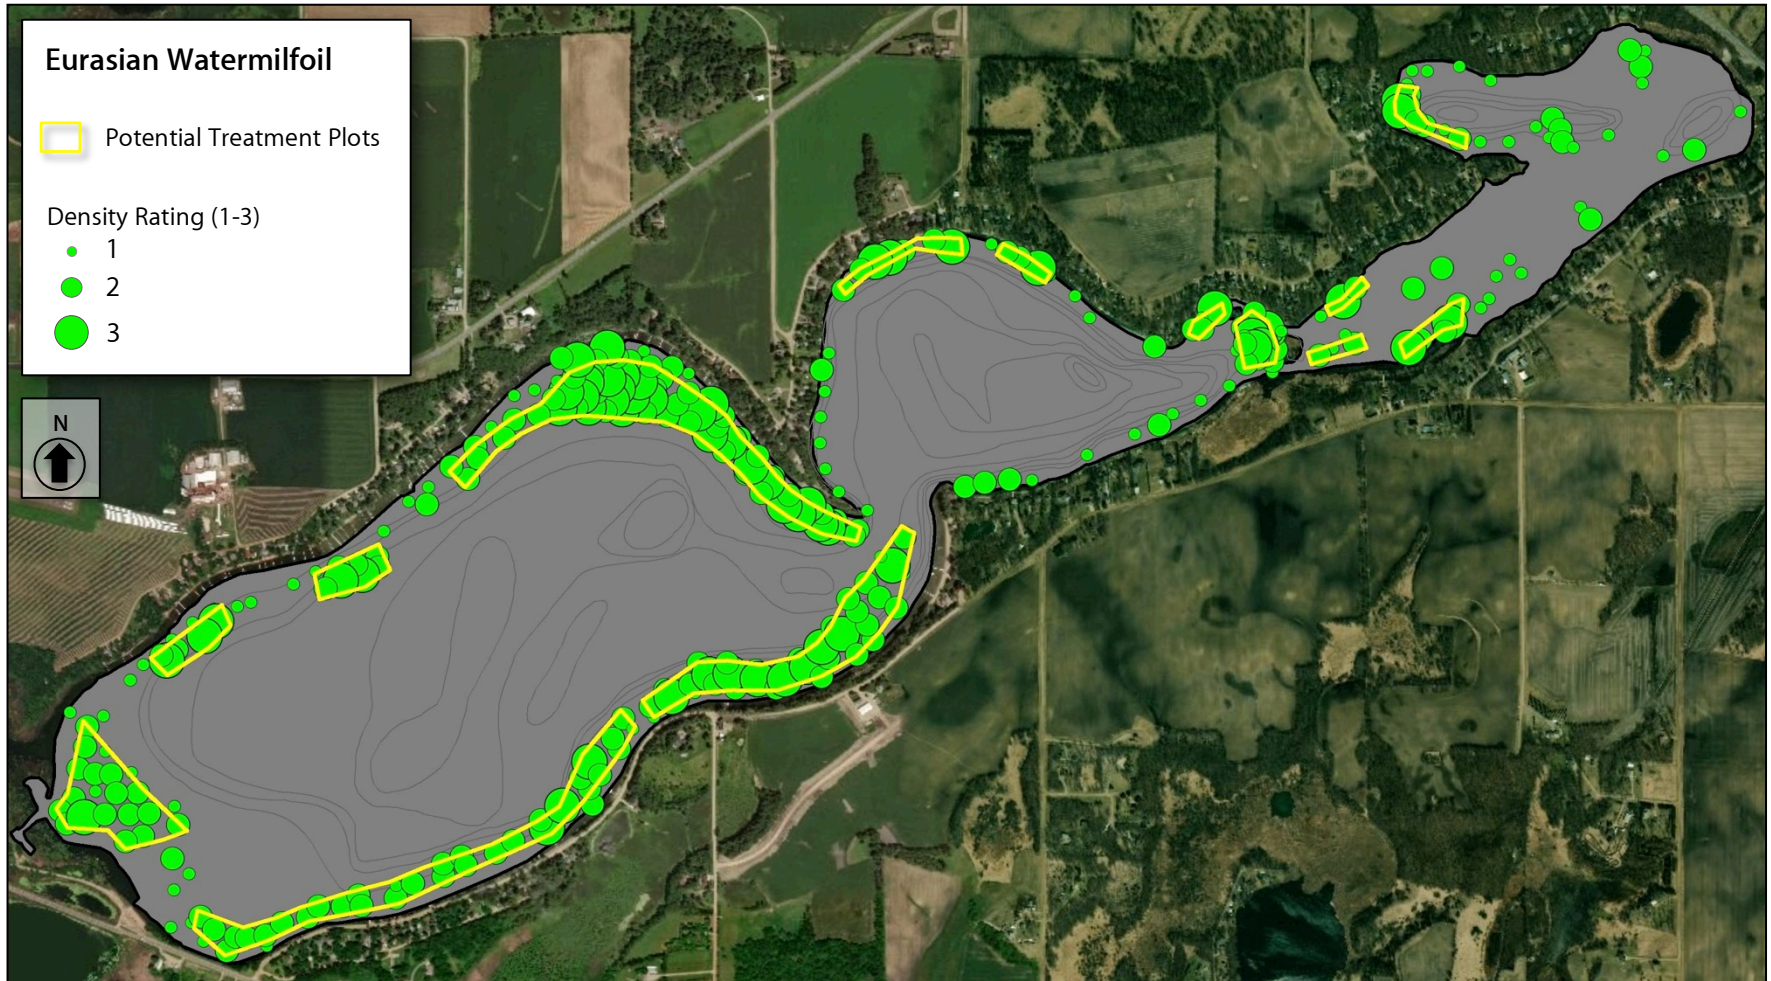 Eurasian Watermilfoil
Potential Treatment Plots
Density Rating (1-3)
1
2
3
N